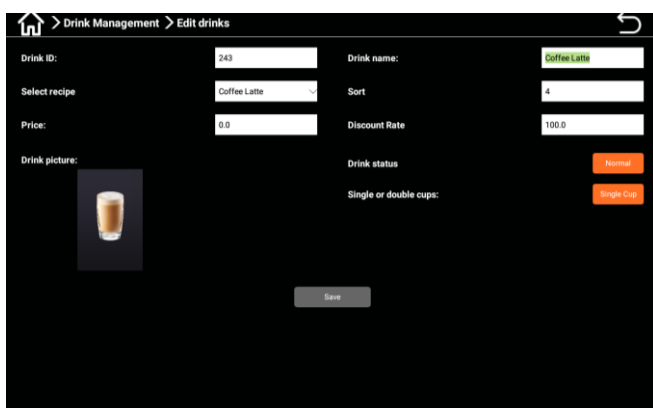 Drink Management Edit drinks
Drink ID: 243 Drink name: Coffee Latte
Select recipe Coffee Latte Sort 4
Price: 0.0 Discount Rate 100.0
Drink picture: Drink status Normal
Single or double cups: Single Cup
Save